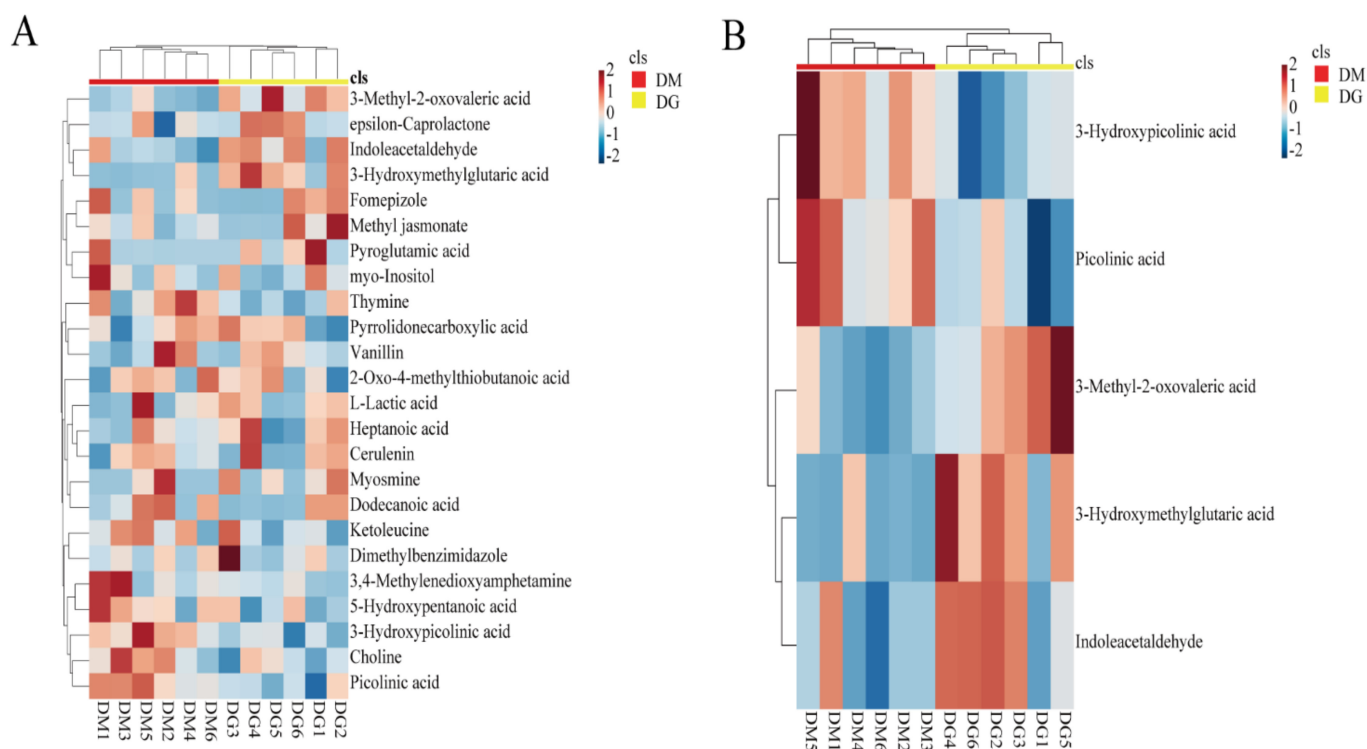 A
cls
cls
DM
DG
2
1
0
-1
-2
3-Methyl-2-oxovaleric acid
epsilon-Caprolactone
Indoleacetaldehyde
3-Hydroxymethylglutaric acid
Fomepizole
Methyl jasmonate
Pyroglutamic acid
myo-Inositol
Thymine
Pyrrolidonecarboxylic acid
Vanillin
2-Oxo-4-methylthiobutanoic acid
L-Lactic acid
Heptanoic acid
Cerulenin
Myosmine
Dodecanoic acid
Ketoleucine
Dimethylbenzimidazole
3,4-Methylenedioxyamphetamine
5-Hydroxypentanoic acid
3-Hydroxypicolinic acid
Choline
Picolinic acid
DM1 DM3 DM5 DM2 DM4 DM6 DG3 DG4 DG5 DG6 DG1 DG2
B
cls
cls
DM
DG
2
1
0
-1
-2
3-Hydroxypicolinic acid
Picolinic acid
3-Methyl-2-oxovaleric acid
3-Hydroxymethylglutaric acid
Indoleacetaldehyde
DM5 DM1 DM4 DM6 DM2 DM3 DG4 DG6 DG2 DG3 DG1 DG5